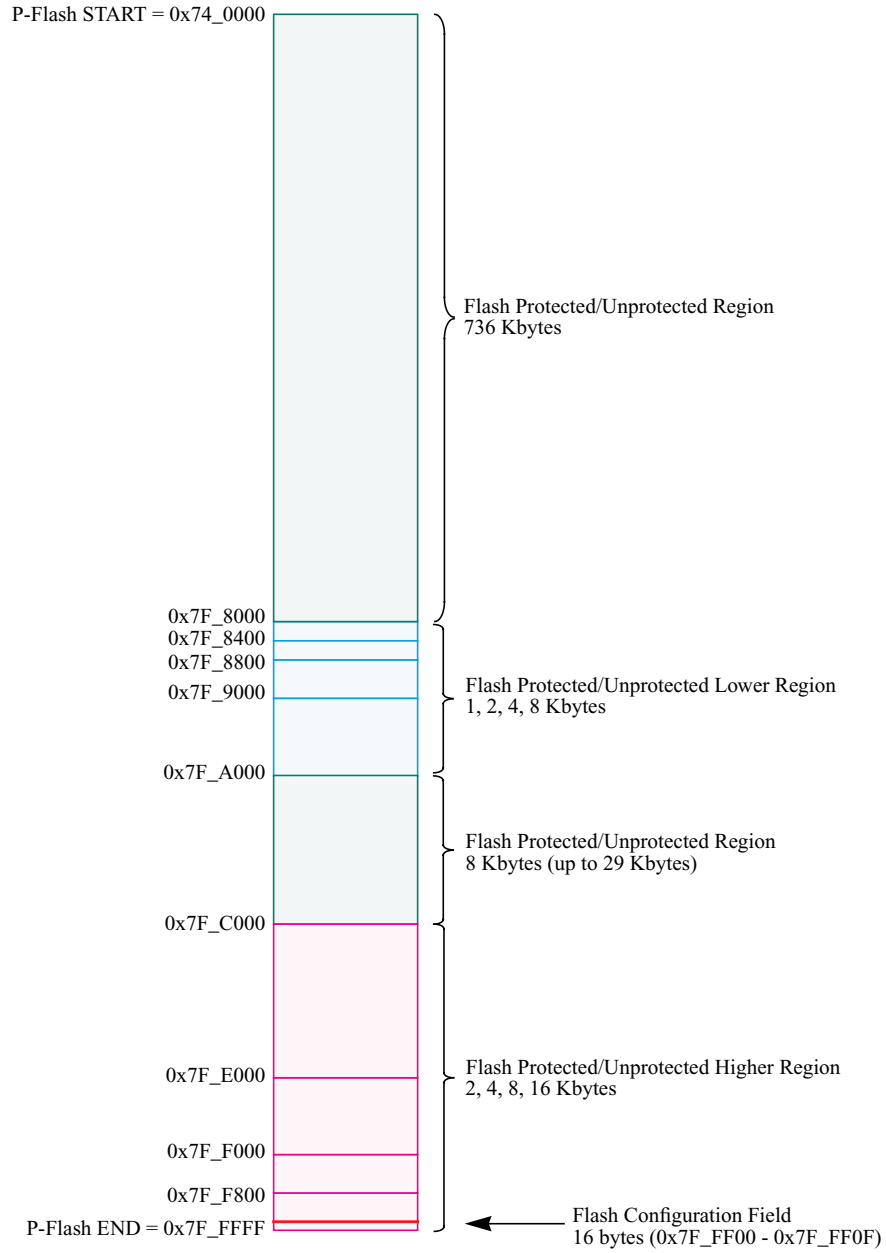 P-Flash START = 0x74_0000
Flash Protected/Unprotected Region
736 Kbytes
0x7F_8000
0x7F_8400
0x7F_8800
0x7F_9000
Flash Protected/Unprotected Lower Region
1, 2, 4, 8 Kbytes
0x7F_A000
Flash Protected/Unprotected Region
8 Kbytes (up to 29 Kbytes)
0x7F_C000
0x7F_E000
Flash Protected/Unprotected Higher Region
2, 4, 8, 16 Kbytes
0x7F_F000
0x7F_F800
P-Flash END = 0x7F_FFFF
Flash Configuration Field
16 bytes (0x7F_FF00 - 0x7F_FF0F)